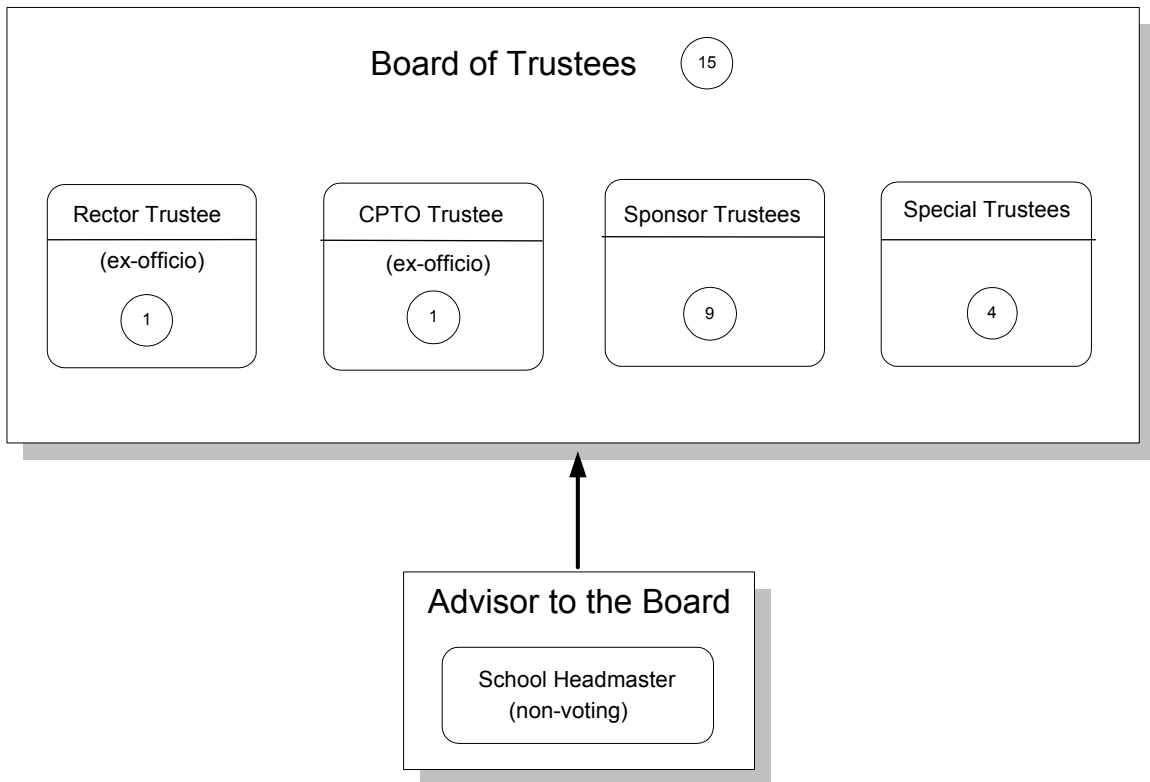 Board of Trustees 15
Rector Trustee
(ex-officio)
1
CPTO Trustee
(ex-officio)
1
Sponsor Trustees
9
Special Trustees
4
Advisor to the Board
School Headmaster
(non-voting)